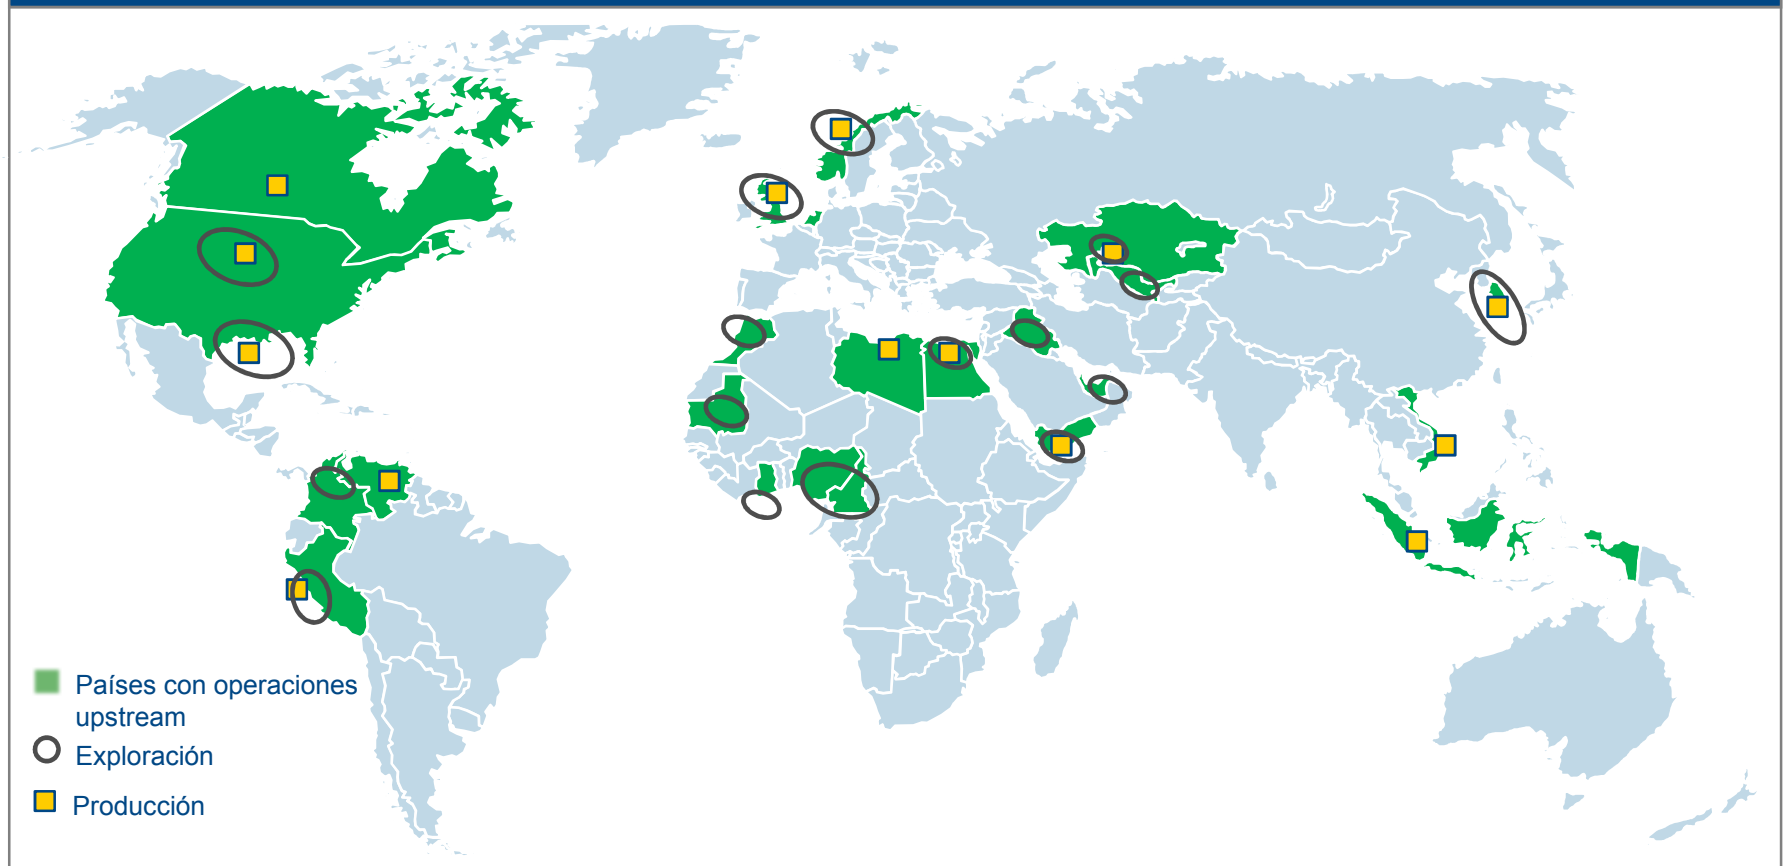 Países con operaciones
upstream
Exploración
Producción